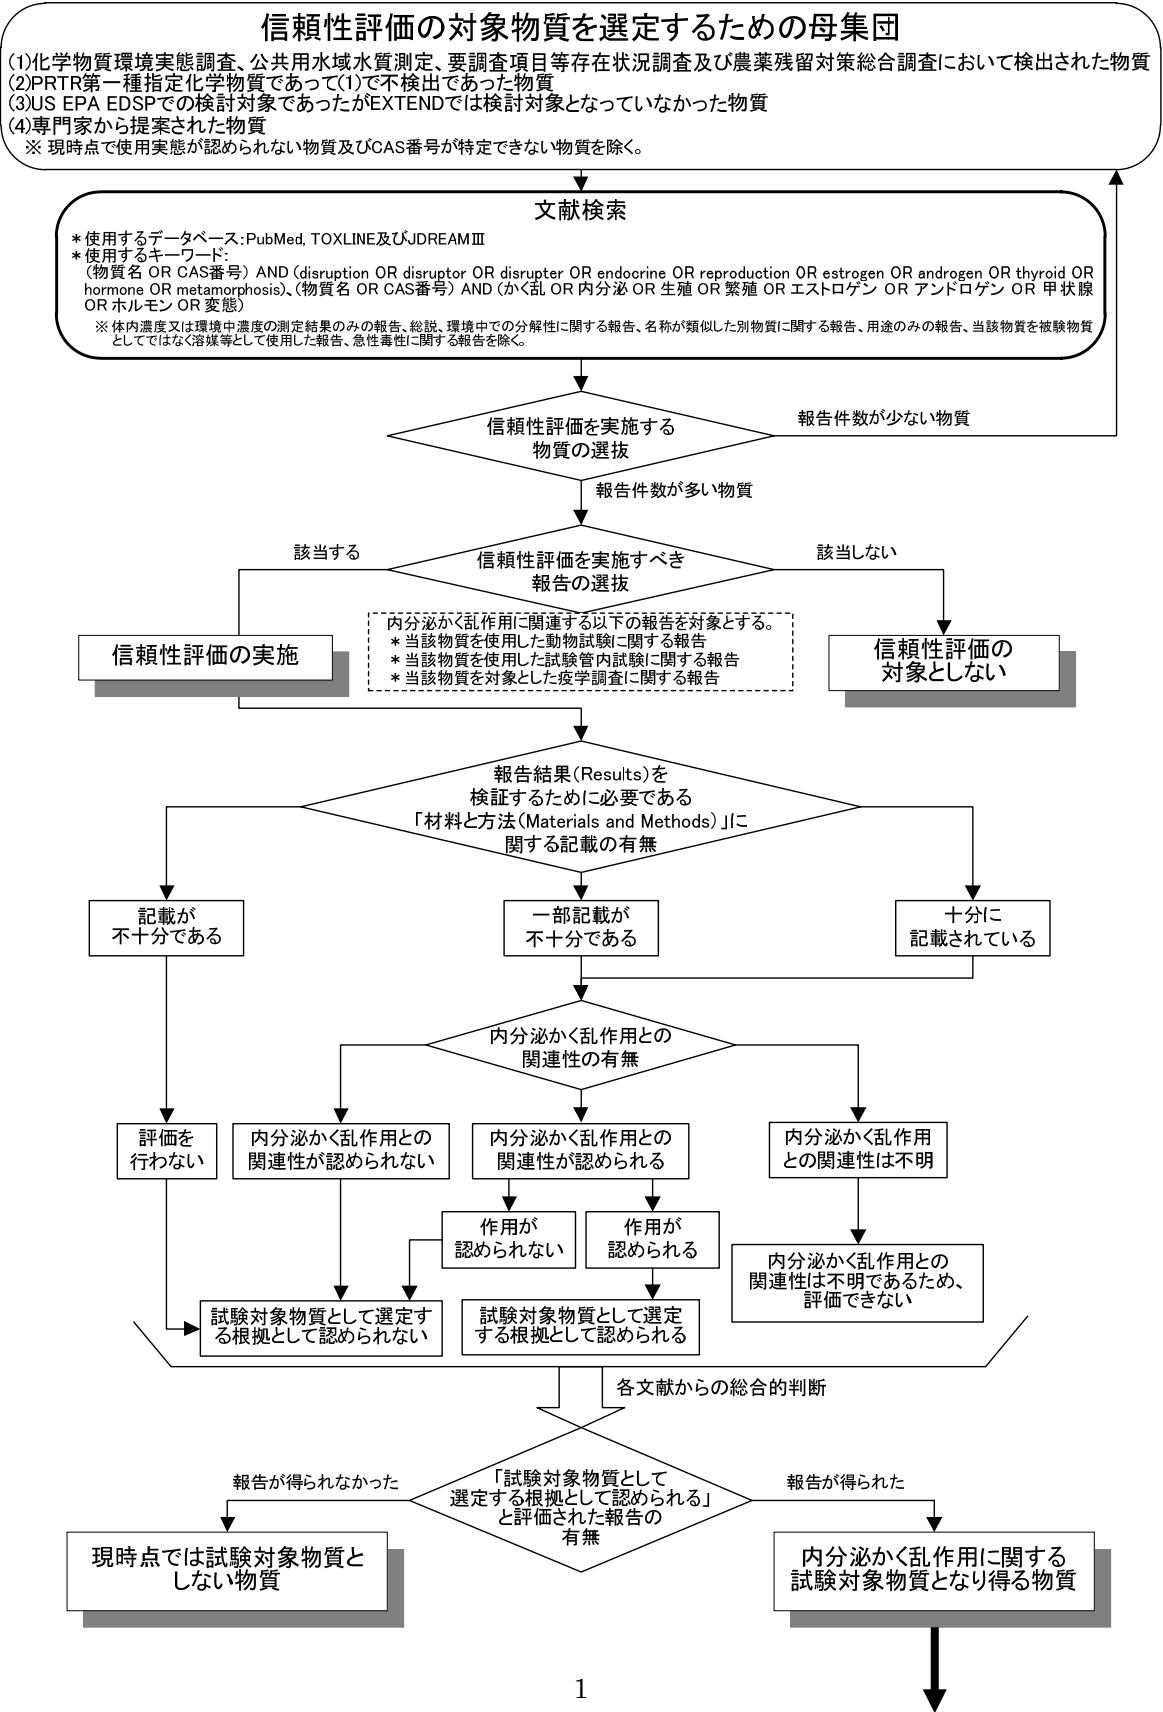 信頼性評価の対象物質を選定するための母集団
(1)化学物質環境実態調査、公共用水域水質測定、要調査項目等存在状況調査及び農薬残留対策総合調査において検出された物質
(2)PRTR第一種指定化学物質であって(1)で不検出であった物質
(3)US EPA EDSPでの検討対象であったがEXTENDでは検討対象となっていなかった物質
(4)専門家から提案された物質
※ 現時点で使用実態が認められない物質及びCAS番号が特定できない物質を除く。
文献検索
＊使用するデータベース:PubMed, TOXLINE及びJDREAMⅢ
＊使用するキーワード:
(物質名 OR CAS番号) AND (disruption OR disruptor OR disrupter OR endocrine OR reproduction OR estrogen OR androgen OR thyroid OR
hormone OR metamorphosis)、(物質名 OR CAS番号) AND (かく乱 OR 内分泌 OR 生殖 OR 繁殖 OR エストロゲン OR アンドロゲン OR 甲状腺
OR ホルモン OR 変態)
※ 体内濃度又は環境中濃度の測定結果のみの報告、総説、環境中での分解性に関する報告、名称が類似した別物質に関する報告、用途のみの報告、当該物質を被験物質
としてではなく溶媒等として使用した報告、急性毒性に関する報告を除く。
信頼性評価を実施する
物質の選抜
報告件数が少ない物質
報告件数が多い物質
該当する
信頼性評価を実施すべき
報告の選抜
該当しない
内分泌かく乱作用に関連する以下の報告を対象とする。
＊当該物質を使用した動物試験に関する報告
＊当該物質を使用した試験管内試験に関する報告
＊当該物質を対象とした疫学調査に関する報告
信頼性評価の実施
信頼性評価の
対象としない
報告結果(Results)を
検証するために必要である
「材料と方法(Materials and Methods)」に
関する記載の有無
記載が
不十分である
一部記載が
不十分である
十分に
記載されている
内分泌かく乱作用との
関連性の有無
評価を
行わない
内分泌かく乱作用との
関連性が認められない
内分泌かく乱作用との
関連性が認められる
内分泌かく乱作用
との関連性は不明
作用が
認められない
作用が
認められる
内分泌かく乱作用との
関連性は不明であるため、
評価できない
試験対象物質として選定す
る根拠として認められない
試験対象物質として選定
する根拠として認められる
各文献からの総合的判断
報告が得られなかった
「試験対象物質として
選定する根拠として認められる」
と評価された報告の
有無
報告が得られた
現時点では試験対象物質と
しない物質
内分泌かく乱作用に関する
試験対象物質となり得る物質
1